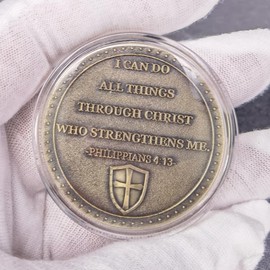 I CAN DO
ALL THINGS
THROUGH CHRIST
WHO STRENGTHENS ME.
-PHILIPPIANS 4:13